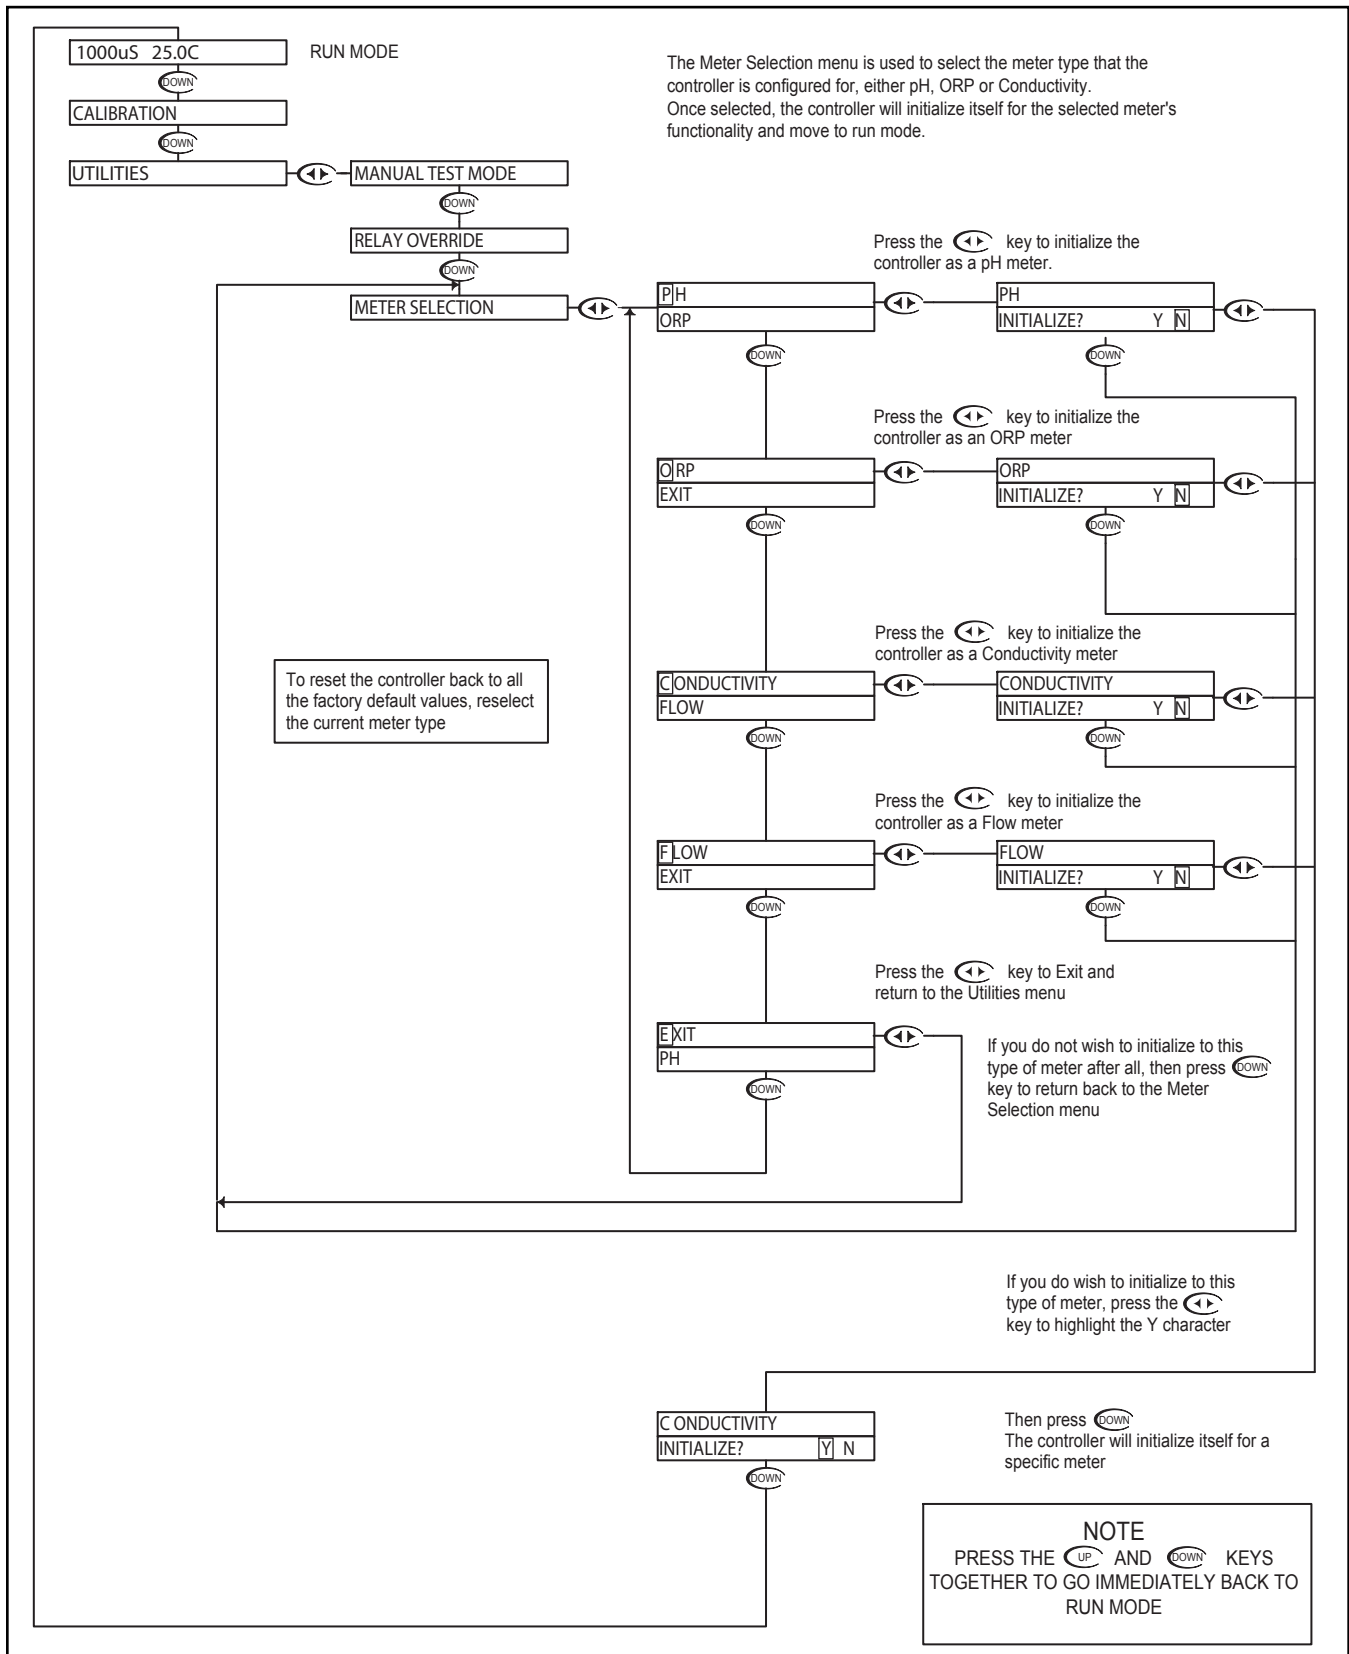 1000uS 25.0C
RUN MODE
DOWN
CALIBRATION
DOWN
UTILITIES
MANUAL TEST MODE
DOWN
RELAY OVERRIDE
DOWN
METER SELECTION
The Meter Selection menu is used to select the meter type that the
controller is configured for, either pH, ORP or Conductivity.
Once selected, the controller will initialize itself for the selected meter's
functionality and move to run mode.
Press the key to initialize the
controller as a pH meter.
PH
ORP
DOWN
PH
INITIALIZE? Y N
DOWN
Press the key to initialize the
controller as an ORP meter
ORP
EXIT
DOWN
ORP
INITIALIZE? Y N
DOWN
To reset the controller back to all
the factory default values, reselect
the current meter type
Press the key to initialize the
controller as a Conductivity meter
CONDUCTIVITY
FLOW
DOWN
CONDUCTIVITY
INITIALIZE? Y N
DOWN
Press the key to initialize the
controller as a Flow meter
FLOW
EXIT
DOWN
FLOW
INITIALIZE? Y N
DOWN
Press the key to Exit and
return to the Utilities menu
EXIT
PH
DOWN
If you do not wish to initialize to this
type of meter after all, then press DOWN
key to return back to the Meter
Selection menu
If you do wish to initialize to this
type of meter, press the
key to highlight the Y character
C ONDUCTIVITY
INITIALIZE? Y N
DOWN
Then press DOWN
The controller will initialize itself for a
specific meter
NOTE
PRESS THE UP AND DOWN KEYS
TOGETHER TO GO IMMEDIATELY BACK TO
RUN MODE